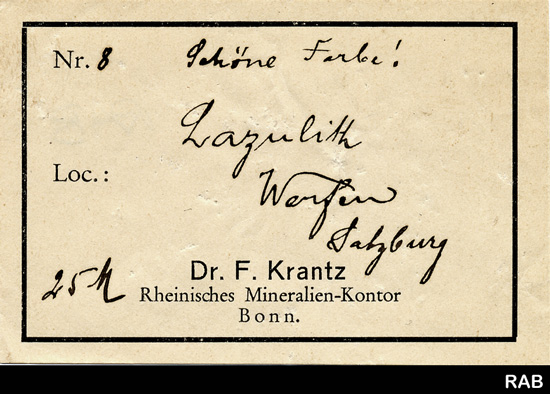 Nr. 8 Schöne Farbe!
Lazulith
Loc.:
Werfen
Salzburg
25 M
Dr. F. Krantz
Rheinisches Mineralien-Kontor
Bonn.
RAB